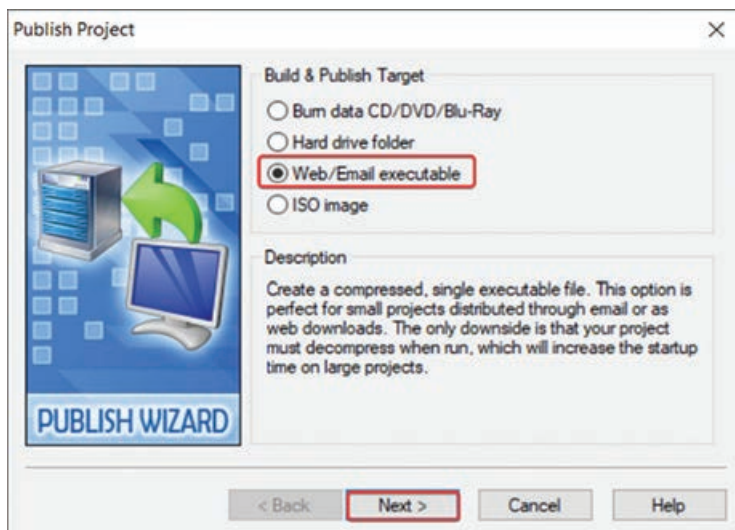 Publish Project
Build & Publish Target
Burn data CD/DVD/Blu-Ray
Hard drive folder
Web/Email executable
ISO image
Description
Create a compressed, single executable file. This option is
perfect for small projects distributed through email or as
web downloads. The only downside is that your project
must decompress when run, which will increase the startup
time on large projects.
PUBLISH WIZARD
< Back
Next >
Cancel
Help